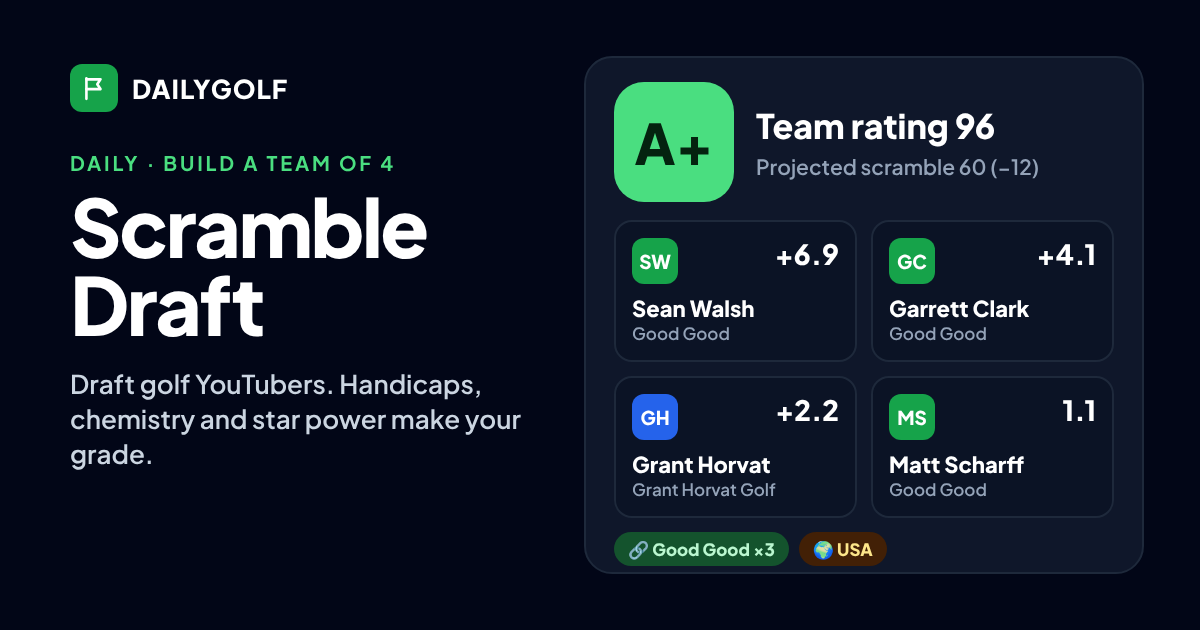 DAILYGOLF
DAILY · BUILD A TEAM OF 4
Scramble
Draft
Draft golf YouTubers. Handicaps,
chemistry and star power make your
grade.
A+
Team rating 96
Projected scramble 60 (−12)
SW
+6.9
Sean Walsh
Good Good
GC
+4.1
Garrett Clark
Good Good
GH
+2.2
Grant Horvat
Grant Horvat Golf
MS
1.1
Matt Scharff
Good Good
🔗 Good Good ×3
🌍 USA